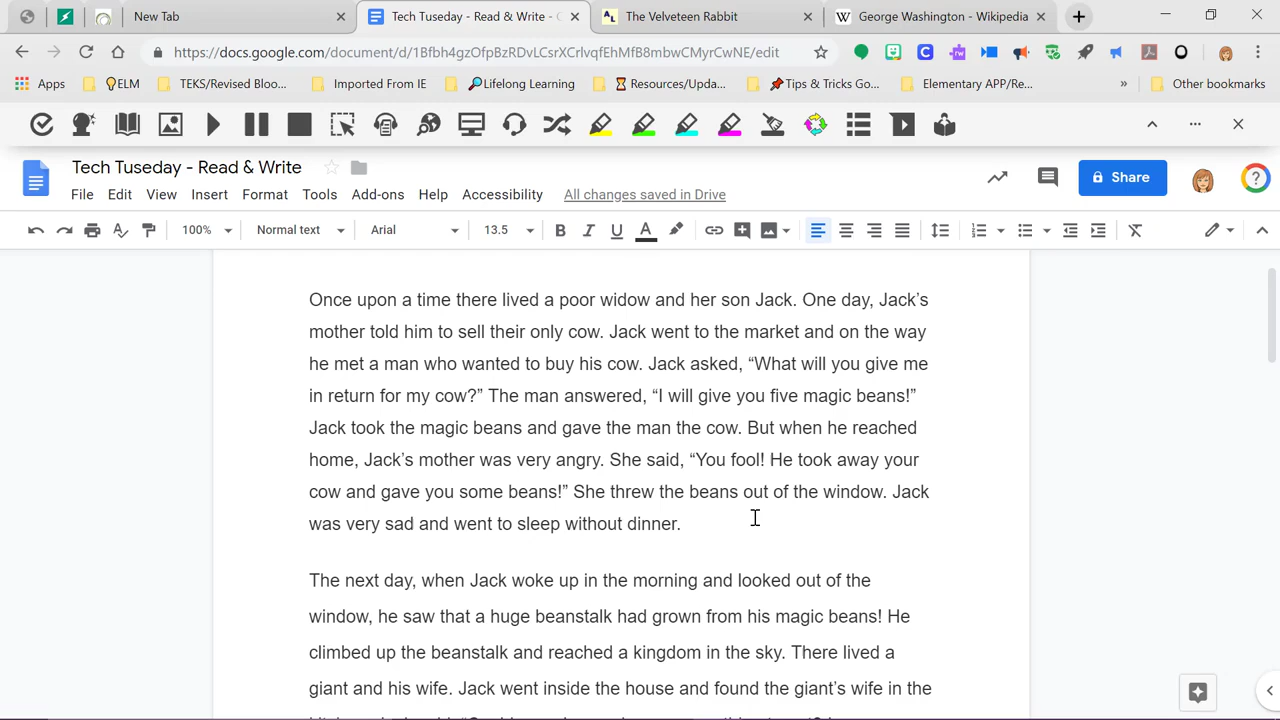 New Tab
Tech Tuseday - Read & Write -
The Velveteen Rabbit
George Washington - Wikipedia
https://docs.google.com/document/d/1Bfbh4gzOfpBzRDvLCsrXCrlvqfEhMfB8mbwCMyrCwNE/edit
Apps
ELM
TEKS/Revised Bloo...
Imported From IE
Lifelong Learning
Resources/Upda...
Tips & Tricks Go...
Elementary APP/Re...
»
Other bookmarks
Tech Tuseday - Read & Write
File Edit View Insert Format Tools Add-ons Help Accessibility All changes saved in Drive
Share
100% Normal text Arial 13.5
Once upon a time there lived a poor widow and her son Jack. One day, Jack’s
mother told him to sell their only cow. Jack went to the market and on the way
he met a man who wanted to buy his cow. Jack asked, “What will you give me
in return for my cow?” The man answered, “I will give you five magic beans!”
Jack took the magic beans and gave the man the cow. But when he reached
home, Jack’s mother was very angry. She said, “You fool! He took away your
cow and gave you some beans!” She threw the beans out of the window. Jack
was very sad and went to sleep without dinner.
The next day, when Jack woke up in the morning and looked out of the
window, he saw that a huge beanstalk had grown from his magic beans! He
climbed up the beanstalk and reached a kingdom in the sky. There lived a
giant and his wife. Jack went inside the house and found the giant’s wife in the